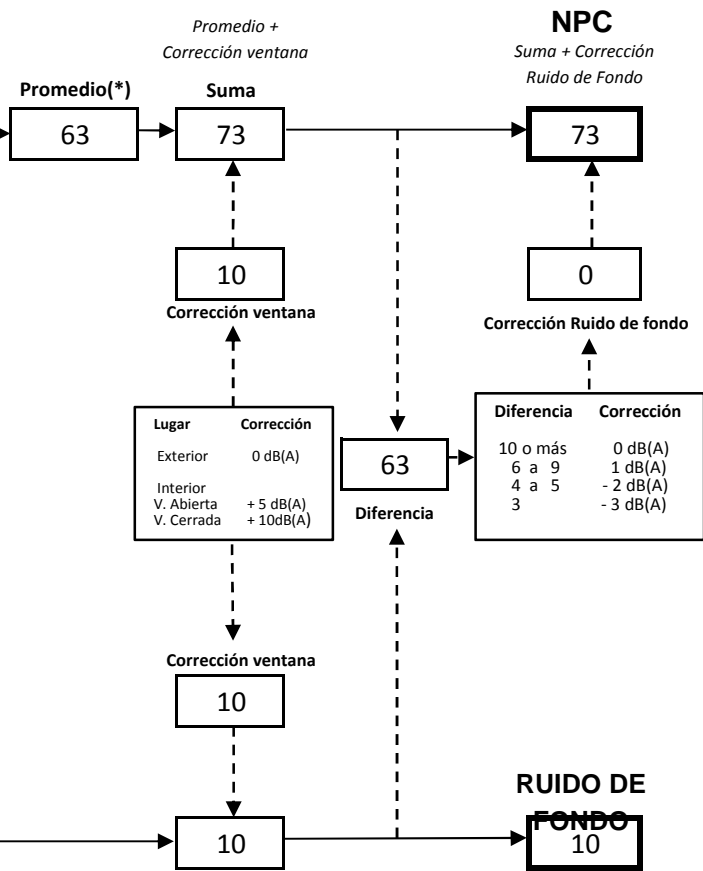 Promedio +
Corrección ventana
NPC
Suma + Corrección
Ruido de Fondo
Promedio(*)
Suma
63
73
73
10
0
Corrección ventana
Corrección Ruido de fondo
Lugar Corrección
Exterior 0 dB(A)
Interior
V. Abierta + 5 dB(A)
V. Cerrada + 10dB(A)
63
Diferencia
Diferencia Corrección
10 o más 0 dB(A)
6 a 9 1 dB(A)
4 a 5 - 2 dB(A)
3 - 3 dB(A)
Corrección ventana
10
10
RUIDO DE
FONDO
10